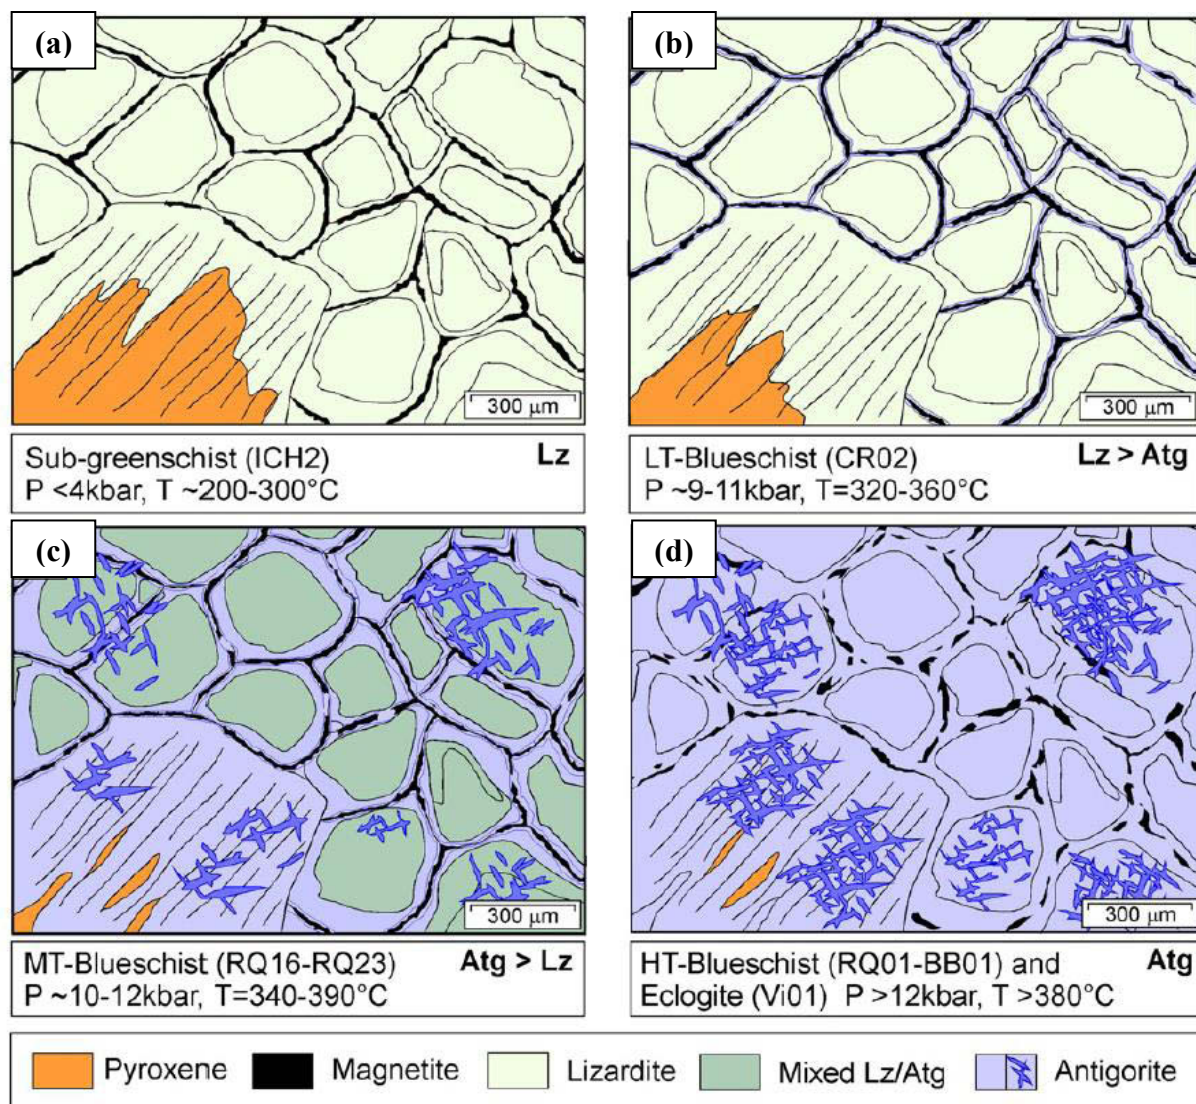 (a)
300 µm
Sub-greenschist (ICH2) Lz
P <4kbar, T ~200-300°C
(b)
300 µm
LT-Blueschist (CR02) Lz > Atg
P ~9-11kbar, T=320-360°C
(c)
300 µm
MT-Blueschist (RQ16-RQ23) Atg > Lz
P ~10-12kbar, T=340-390°C
(d)
300 µm
HT-Blueschist (RQ01-BB01) and Atg
Eclogite (Vi01) P >12kbar, T >380°C
Pyroxene Magnetite Lizardite Mixed Lz/Atg Antigorite